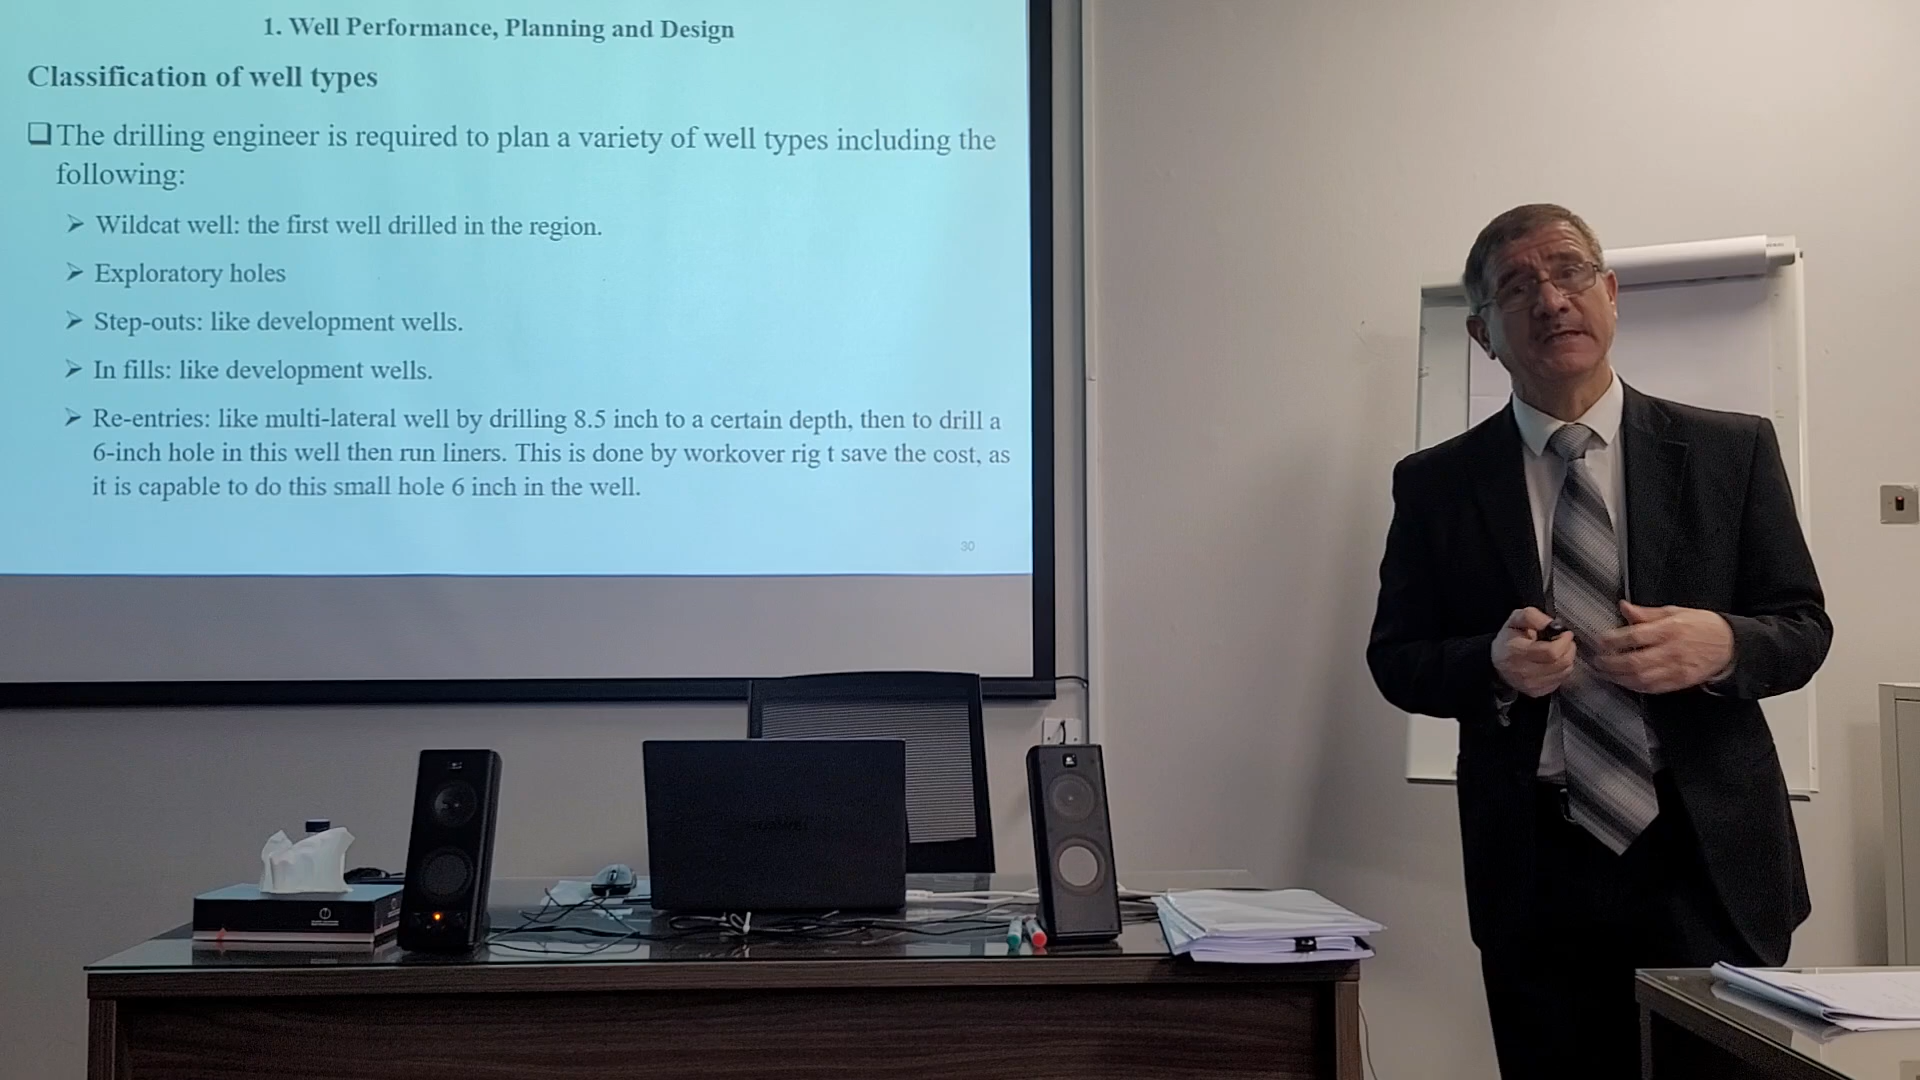 1. Well Performance, Planning and Design
Classification of well types
❑The drilling engineer is required to plan a variety of well types including the
following:
➢ Wildcat well: the first well drilled in the region.
➢ Exploratory holes
➢ Step-outs: like development wells.
➢ In fills: like development wells.
➢ Re-entries: like multi-lateral well by drilling 8.5 inch to a certain depth, then to drill a
6-inch hole in this well then run liners. This is done by workover rig t save the cost, as
it is capable to do this small hole 6 inch in the well.
30
HUAWEI